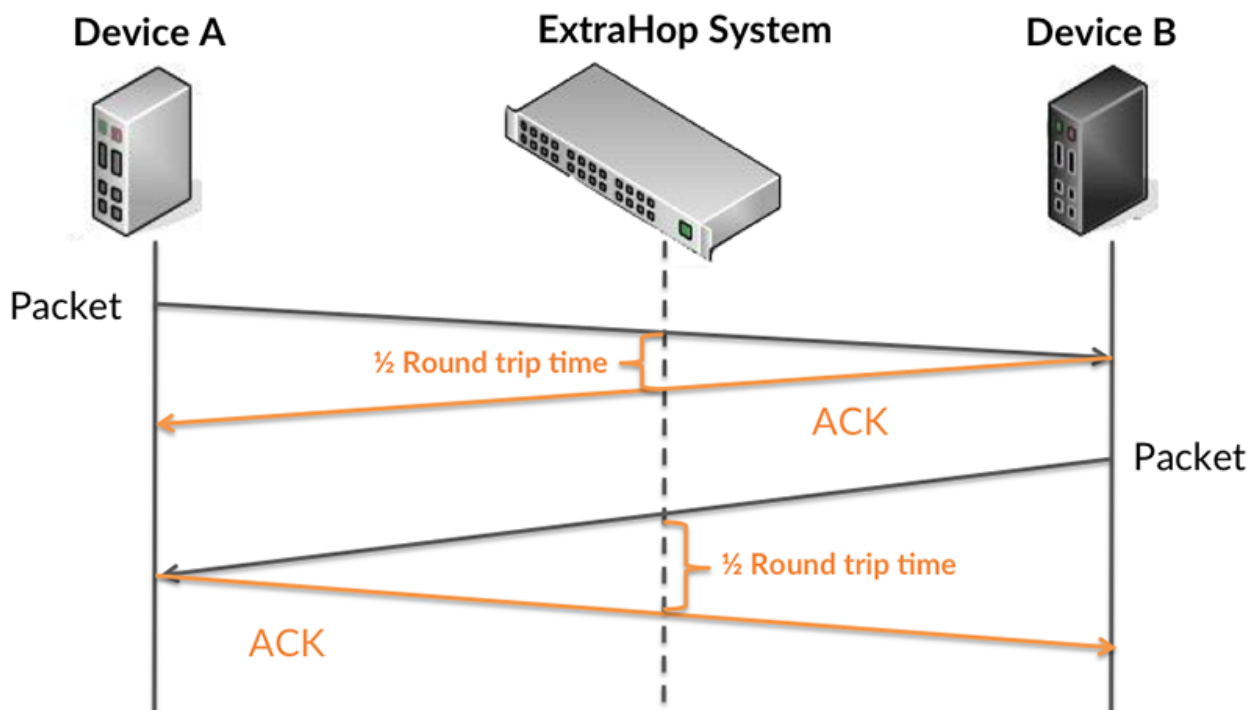 Device A
ExtraHop System
Device B
Packet
½ Round trip time
ACK
Packet
½ Round trip time
ACK